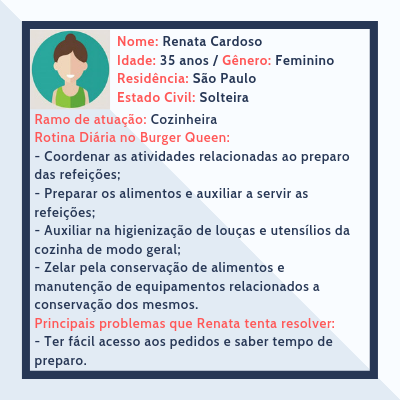 Nome: Renata Cardoso
Idade: 35 anos / Gênero: Feminino
Residência: São Paulo
Estado Civil: Solteira
Ramo de atuação: Cozinheira
Rotina Diária no Burger Queen:
- Coordenar as atividades relacionadas ao preparo
das refeições;
- Preparar os alimentos e auxiliar a servir as
refeições;
- Auxiliar na higienização de louças e utensílios da
cozinha de modo geral;
- Zelar pela conservação de alimentos e
manutenção de equipamentos relacionados a
conservação dos mesmos.
Principais problemas que Renata tenta resolver:
- Ter fácil acesso aos pedidos e saber tempo de
preparo.